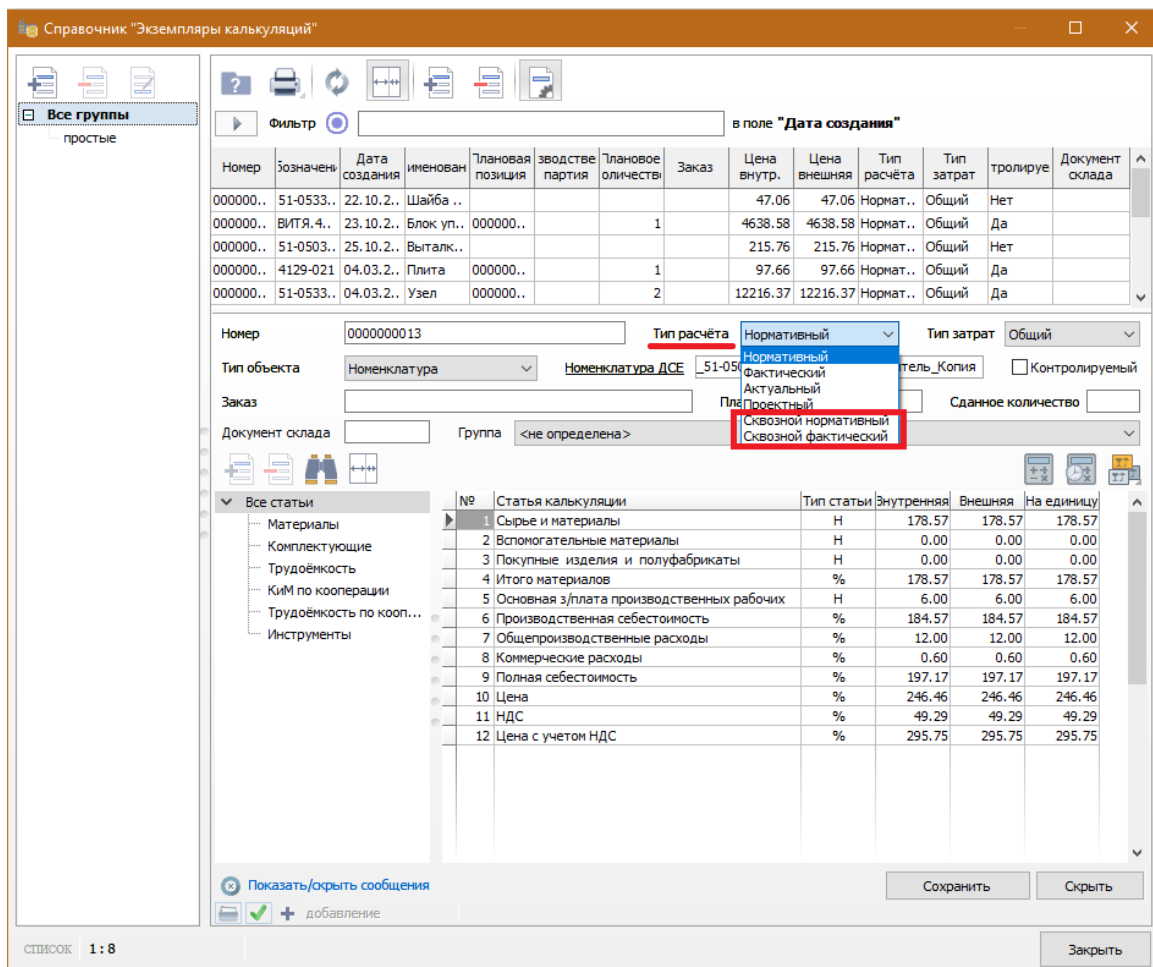 Справочник "Экземпляры калькуляций"
Все группы
простые
Фильтр
в поле "Дата создания"
Номер Дата создания Плановая позиция партия Плановое Заказ Цена внутр. Цена внешняя Тип расчёта Тип затрат Документ склада
000000.. 51-0533.. 22.10.2.. Шайба .. 47.06 47.06 Нормат.. Общий Нет
000000.. ВИТЯ.4.. 23.10.2.. Блок уп.. 000000.. 1 4638.58 4638.58 Нормат.. Общий Да
000000.. 51-0503.. 25.10.2.. Выталк.. 215.76 215.76 Нормат.. Общий Нет
000000.. 4129-021 04.03.2.. Плита 000000.. 1 97.66 97.66 Нормат.. Общий Да
000000.. 51-0533.. 04.03.2.. Узел 000000.. 2 12216.37 12216.37 Нормат.. Общий Да
Номер 0000000013 Тип расчёта Нормативный Тип затрат Общий
Нормативный
Фактический
Актуальный
Проектный
Сквозной нормативный
Сквозной фактический
Тип объекта Номенклатура Номенклатура ДСЕ _51-05 тель_Копия Контролируемый
Заказ Пла Сданное количество
Документ склада Группа <не определена>
Все статьи
Материалы
Комплектующие
Трудоёмкость
КиМ по кооперации
Трудоёмкость по кооп...
Инструменты
№ Статья калькуляции Тип статьи Внутренняя Внешняя На единицу
1 Сырье и материалы Н 178.57 178.57 178.57
2 Вспомогательные материалы Н 0.00 0.00 0.00
3 Покупные изделия и полуфабрикаты Н 0.00 0.00 0.00
4 Итого материалов % 178.57 178.57 178.57
5 Основная з/плата производственных рабочих Н 6.00 6.00 6.00
6 Производственная себестоимость % 184.57 184.57 184.57
7 Общепроизводственные расходы % 12.00 12.00 12.00
8 Коммерческие расходы % 0.60 0.60 0.60
9 Полная себестоимость % 197.17 197.17 197.17
10 Цена % 246.46 246.46 246.46
11 НДС % 49.29 49.29 49.29
12 Цена с учетом НДС % 295.75 295.75 295.75
Показать/скрыть сообщения
Сохранить Скрыть
добавление
СПИСОК 1:8
Закрыть